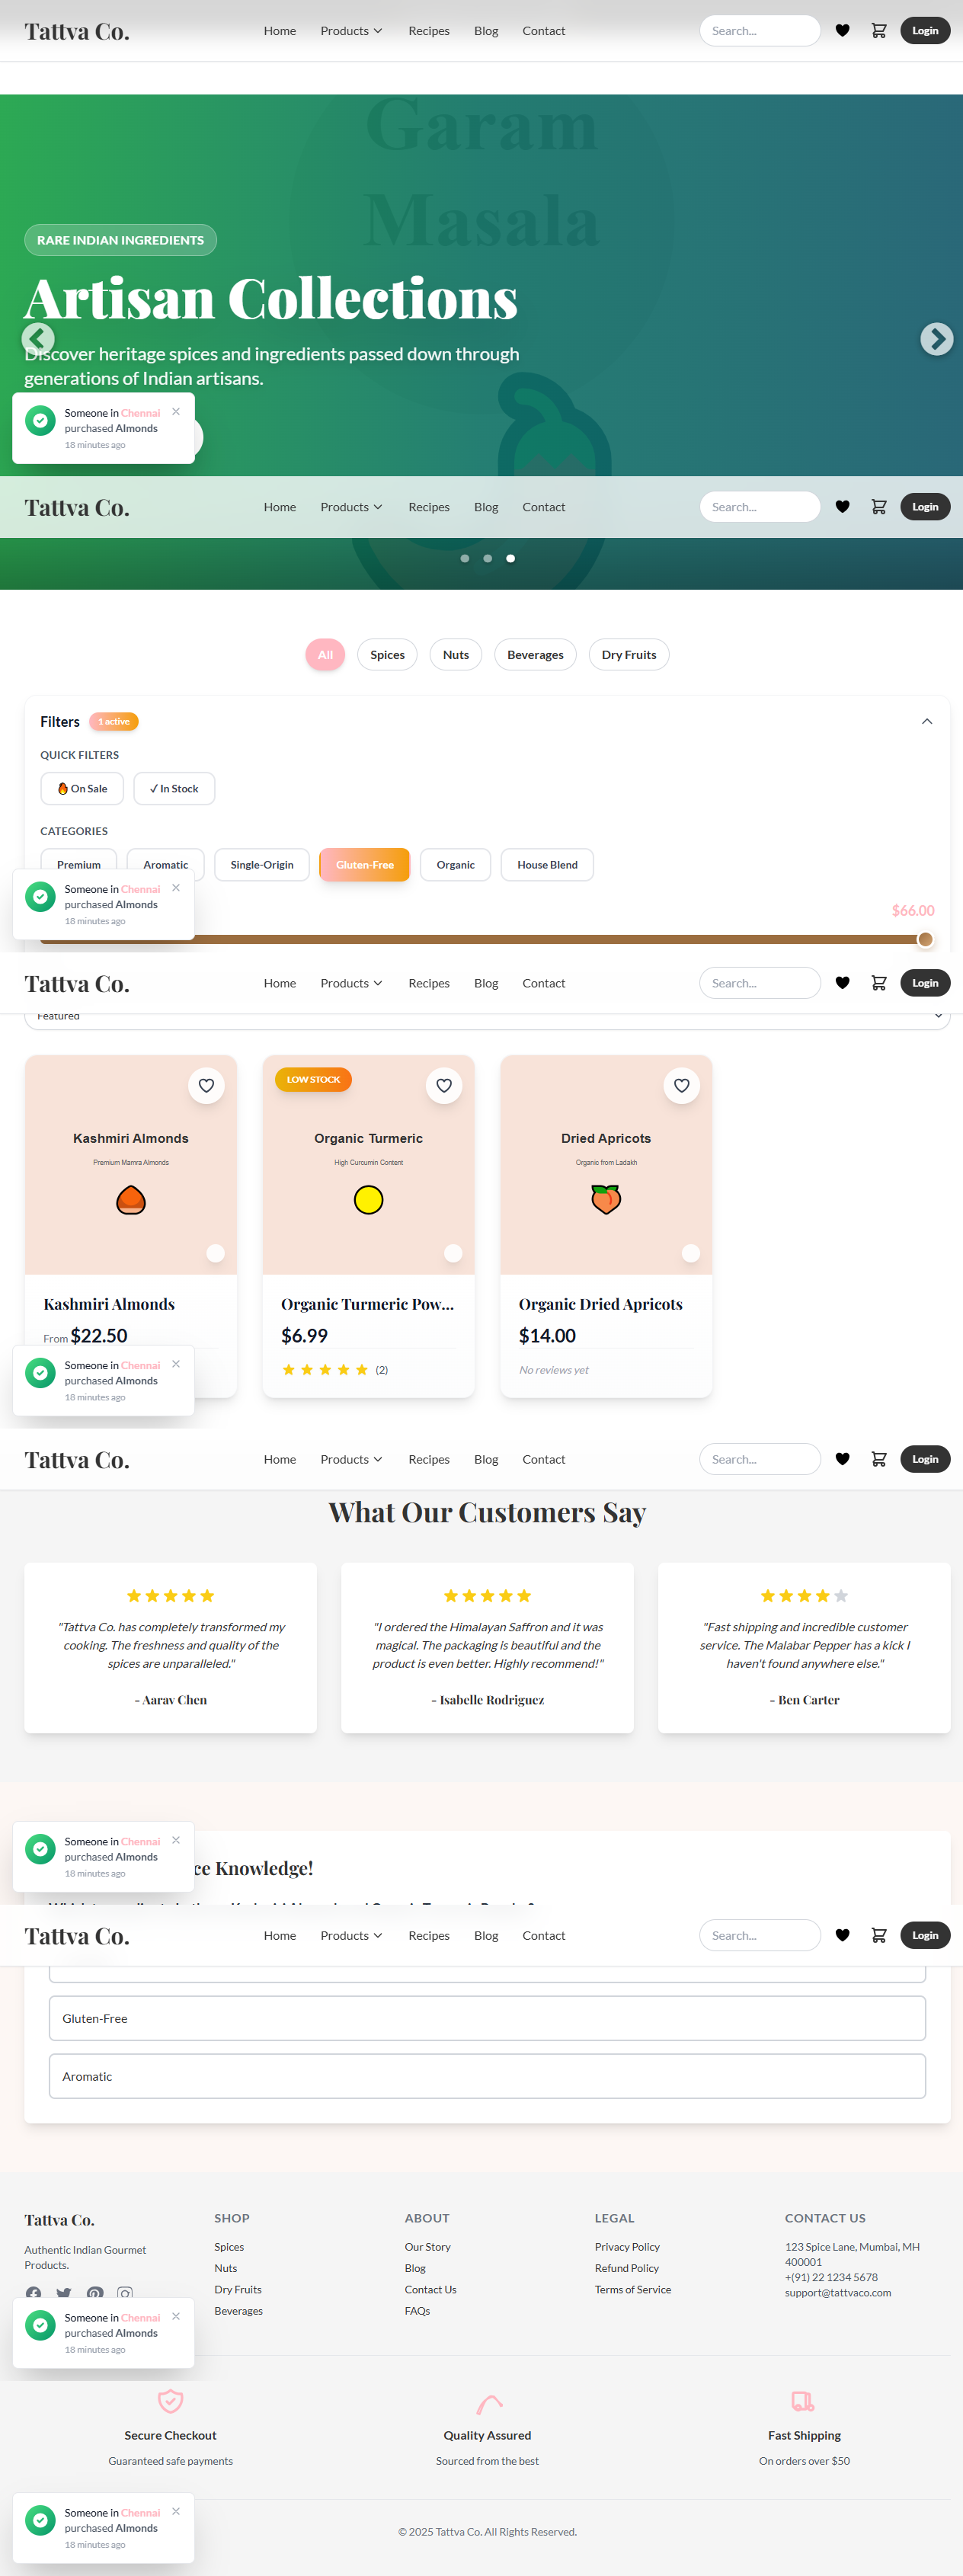 Tattva Co.
Home Products Recipes Blog Contact
Search...
Login
Garam
Masala
RARE INDIAN INGREDIENTS
Artisan Collections
Discover heritage spices and ingredients passed down through
generations of Indian artisans.
Someone in Chennai
purchased Almonds
18 minutes ago
Tattva Co.
Home Products Recipes Blog Contact
Search...
Login
All Spices Nuts Beverages Dry Fruits
Filters 1 active
QUICK FILTERS
On Sale ✓ In Stock
CATEGORIES
Premium Aromatic Single-Origin Gluten-Free Organic House Blend
Someone in Chennai
purchased Almonds
18 minutes ago
$66.00
Tattva Co.
Home Products Recipes Blog Contact
Search...
Login
Featured
Kashmiri Almonds
Premium Mamra Almonds
LOW STOCK
Organic Turmeric
High Curcumin Content
Dried Apricots
Organic from Ladakh
Kashmiri Almonds
From $22.50
Organic Turmeric Pow...
$6.99
(2)
Organic Dried Apricots
$14.00
No reviews yet
Someone in Chennai
purchased Almonds
18 minutes ago
Tattva Co.
Home Products Recipes Blog Contact
Search...
Login
What Our Customers Say
"Tattva Co. has completely transformed my
cooking. The freshness and quality of the
spices are unparalleled."
- Aarav Chen
"I ordered the Himalayan Saffron and it was
magical. The packaging is beautiful and the
product is even better. Highly recommend!"
- Isabelle Rodriguez
"Fast shipping and incredible customer
service. The Malabar Pepper has a kick I
haven't found anywhere else."
- Ben Carter
Someone in Chennai
purchased Almonds
18 minutes ago
Knowledge!
Tattva Co.
Home Products Recipes Blog Contact
Search...
Login
Gluten-Free
Aromatic
Tattva Co.
Authentic Indian Gourmet
Products.
SHOP
Spices
Nuts
Dry Fruits
Beverages
ABOUT
Our Story
Blog
Contact Us
FAQs
LEGAL
Privacy Policy
Refund Policy
Terms of Service
CONTACT US
123 Spice Lane, Mumbai, MH
400001
+(91) 22 1234 5678
support@tattvaco.com
Someone in Chennai
purchased Almonds
18 minutes ago
Secure Checkout
Guaranteed safe payments
Quality Assured
Sourced from the best
Fast Shipping
On orders over $50
Someone in Chennai
purchased Almonds
18 minutes ago
© 2025 Tattva Co. All Rights Reserved.